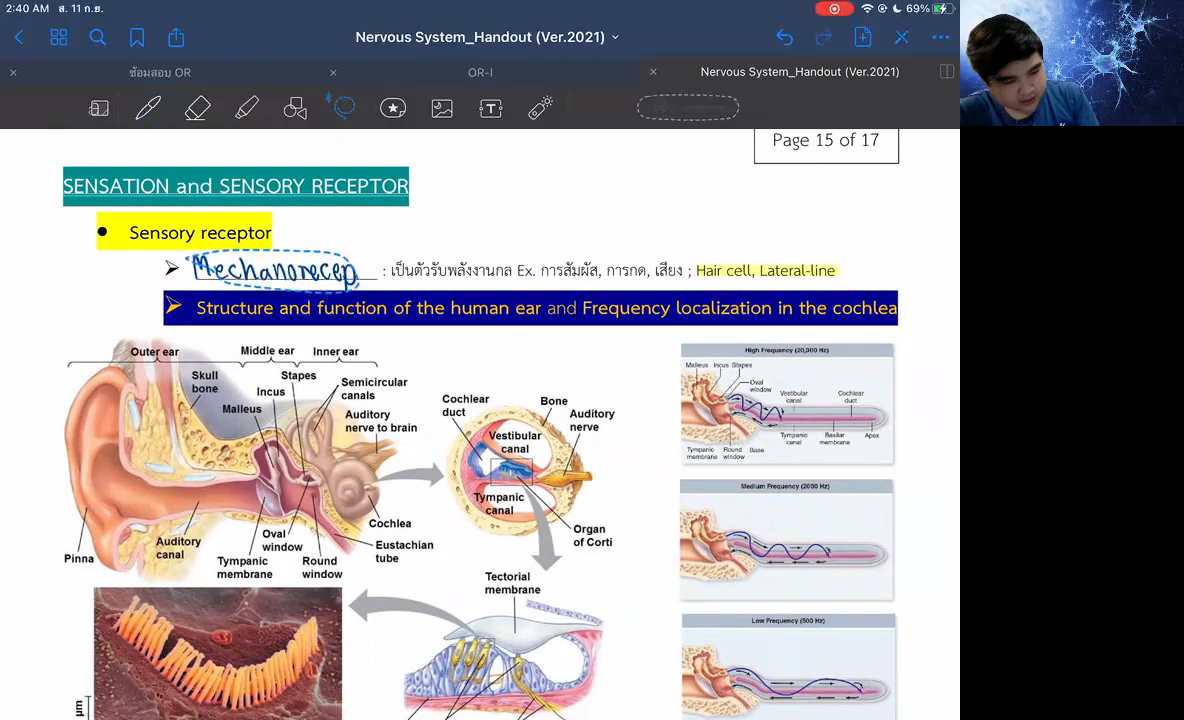 2:40 AM ส. 11 ก.ย.
69%
Nervous System_Handout (Ver.2021)
ซ้อมสอบ OR
OR-I
Nervous System_Handout (Ver.2021)
Page 15 of 17
SENSATION and SENSORY RECEPTOR
Sensory receptor
Mechanorecep : เป็นตัวรับพลังงานกล Ex. การสัมผัส, การกด, เสียง ; Hair cell, Lateral-line
Structure and function of the human ear and Frequency localization in the cochlea
Outer ear
Middle ear
Inner ear
Skull bone
Stapes
Incus
Malleus
Semicircular canals
Auditory nerve to brain
Pinna
Auditory canal
Tympanic membrane
Oval window
Round window
Cochlea
Eustachian tube
Cochlear duct
Bone
Auditory nerve
Vestibular canal
Tympanic canal
Organ of Corti
Tectorial membrane
µm
High Frequency (20,000 Hz)
Malleus Incus Stapes
Oval window
Vestibular canal
Cochlear duct
Tympanic canal
Basilar membrane
Apex
Tympanic membrane
Round window
Base
Medium Frequency (2000 Hz)
Low Frequency (500 Hz)